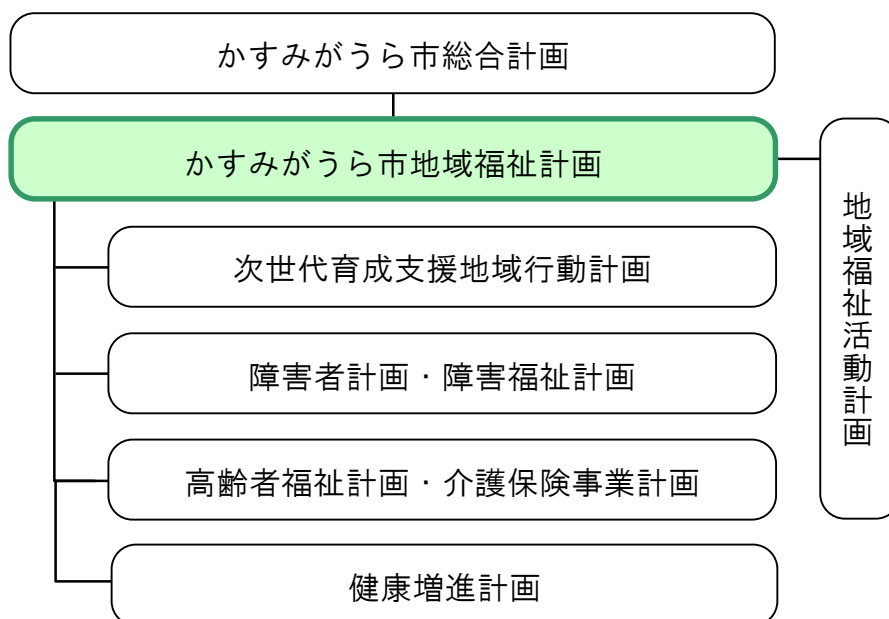 かすみがうら市総合計画
かすみがうら市地域福祉計画
次世代育成支援地域行動計画
障害者計画・障害福祉計画
高齢者福祉計画・介護保険事業計画
健康増進計画
地域福祉活動計画